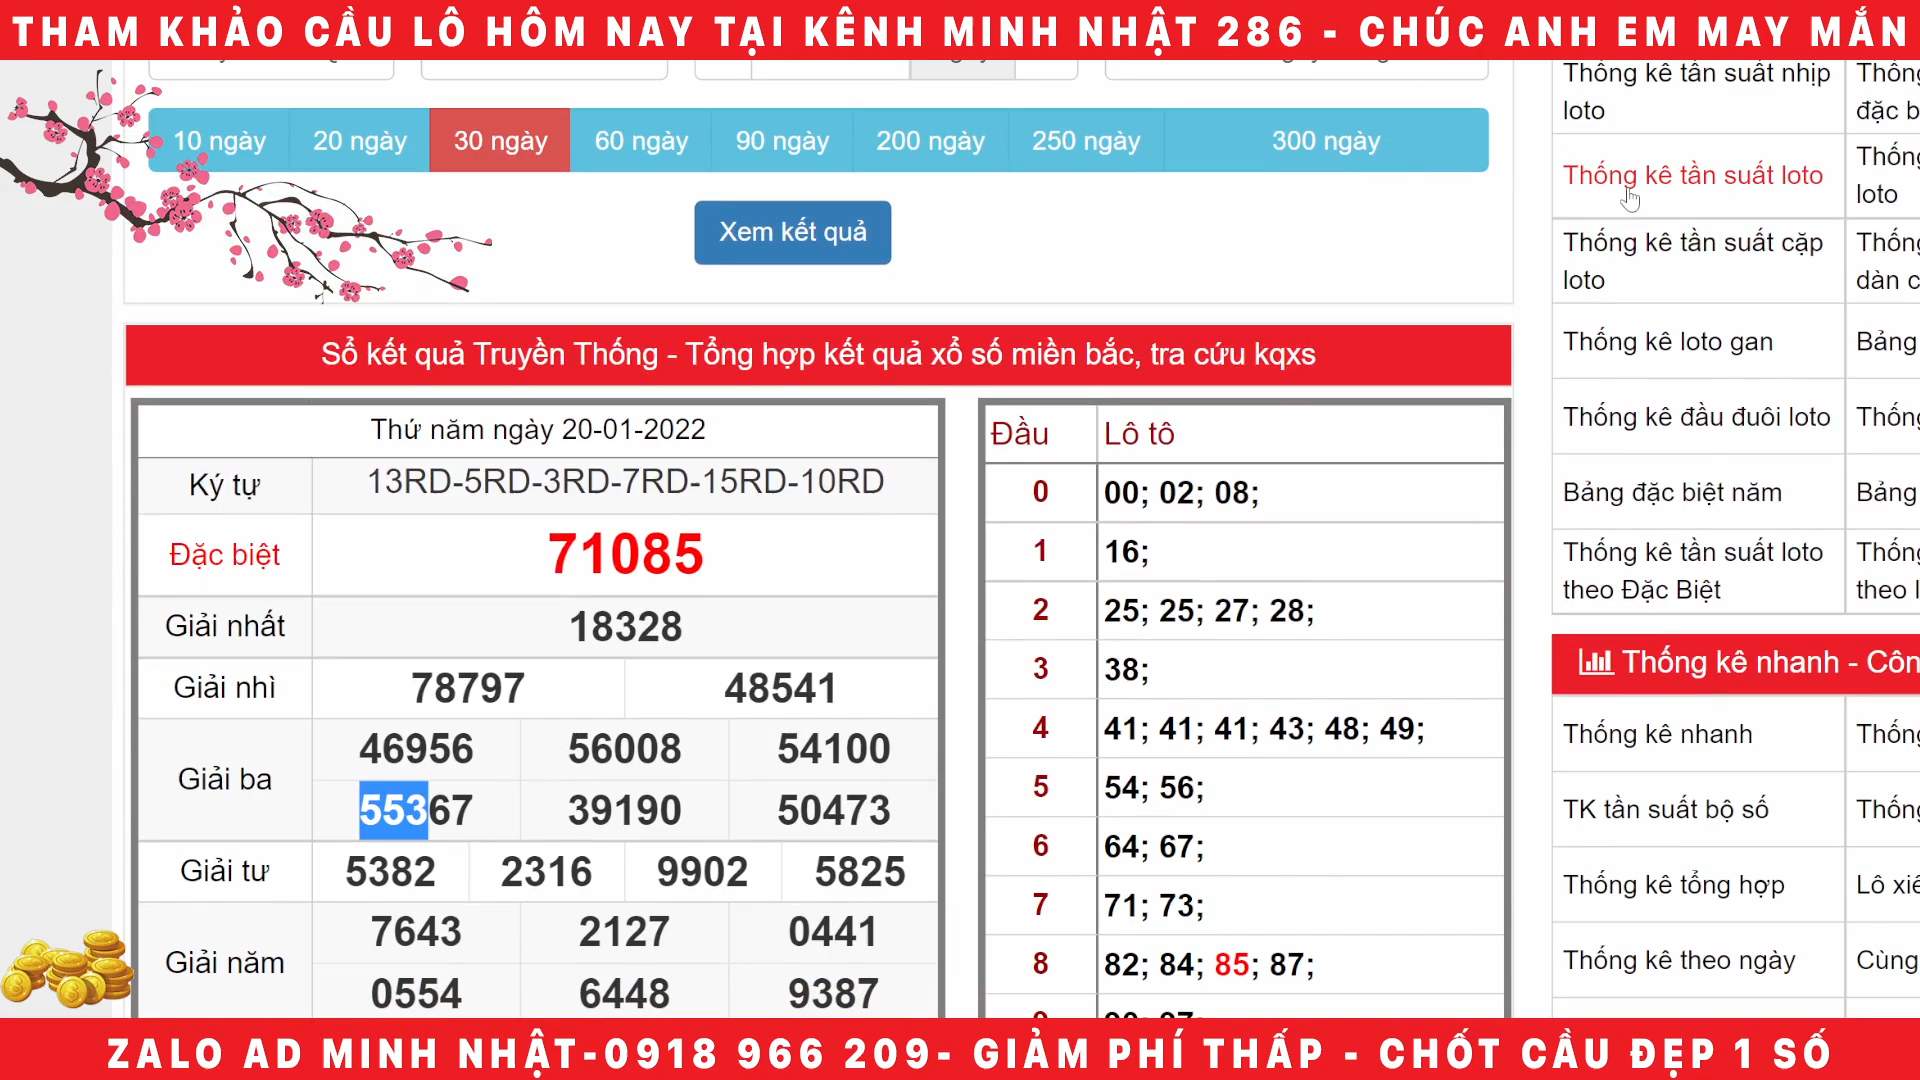 THAM KHẢO CẦU LÔ HÔM NAY TẠI KÊNH MINH NHẬT 286 - CHÚC ANH EM MAY MẮN
10 ngày 20 ngày 30 ngày 60 ngày 90 ngày 200 ngày 250 ngày 300 ngày
Xem kết quả
Sổ kết quả Truyền Thống - Tổng hợp kết quả xổ số miền bắc, tra cứu kqxs
Thứ năm ngày 20-01-2022
Ký tự 13RD-5RD-3RD-7RD-15RD-10RD
Đặc biệt 71085
Giải nhất 18328
Giải nhì 78797 48541
Giải ba 46956 56008 54100
55367 39190 50473
Giải tư 5382 2316 9902 5825
Giải năm 7643 2127 0441
0554 6448 9387
Đầu Lô tô
0 00; 02; 08;
1 16;
2 25; 25; 27; 28;
3 38;
4 41; 41; 41; 43; 48; 49;
5 54; 56;
6 64; 67;
7 71; 73;
8 82; 84; 85; 87;
Thống kê tần suất nhịp
loto
đặc b
Thống kê tần suất loto
loto
Thống kê tần suất cặp
loto
dàn c
Thống kê loto gan Bảng
Thống kê đầu đuôi loto
Bảng đặc biệt năm Bảng
Thống kê tần suất loto
theo Đặc Biệt
theo l
Thống kê nhanh - Côn
Thống kê nhanh
TK tần suất bộ số
Thống kê tổng hợp Lô xiê
Thống kê theo ngày Cùng
ZALO AD MINH NHẬT-0918 966 209- GIẢM PHÍ THẤP - CHỐT CẦU ĐẸP 1 SỐ